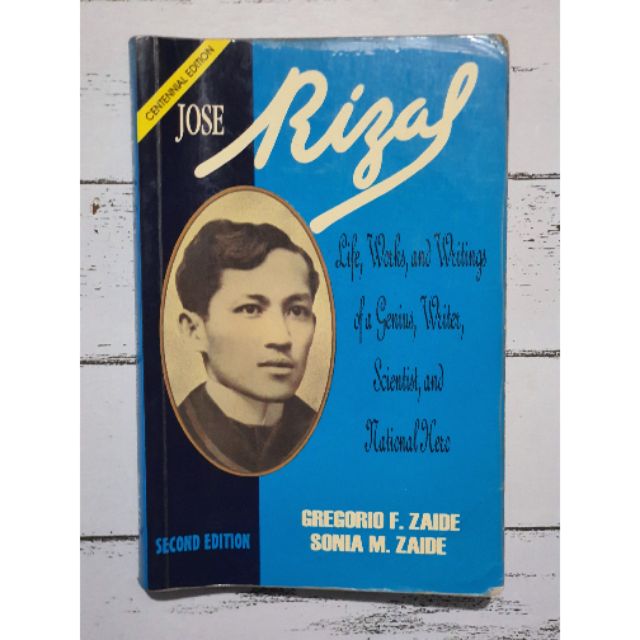 CENTENNIAL EDITION
JOSE
Rizal
Life, Works, and Writings
of a Genius, Writer,
Scientist, and
National Hero
GREGORIO F. ZAIDE
SONIA M. ZAIDE
SECOND EDITION